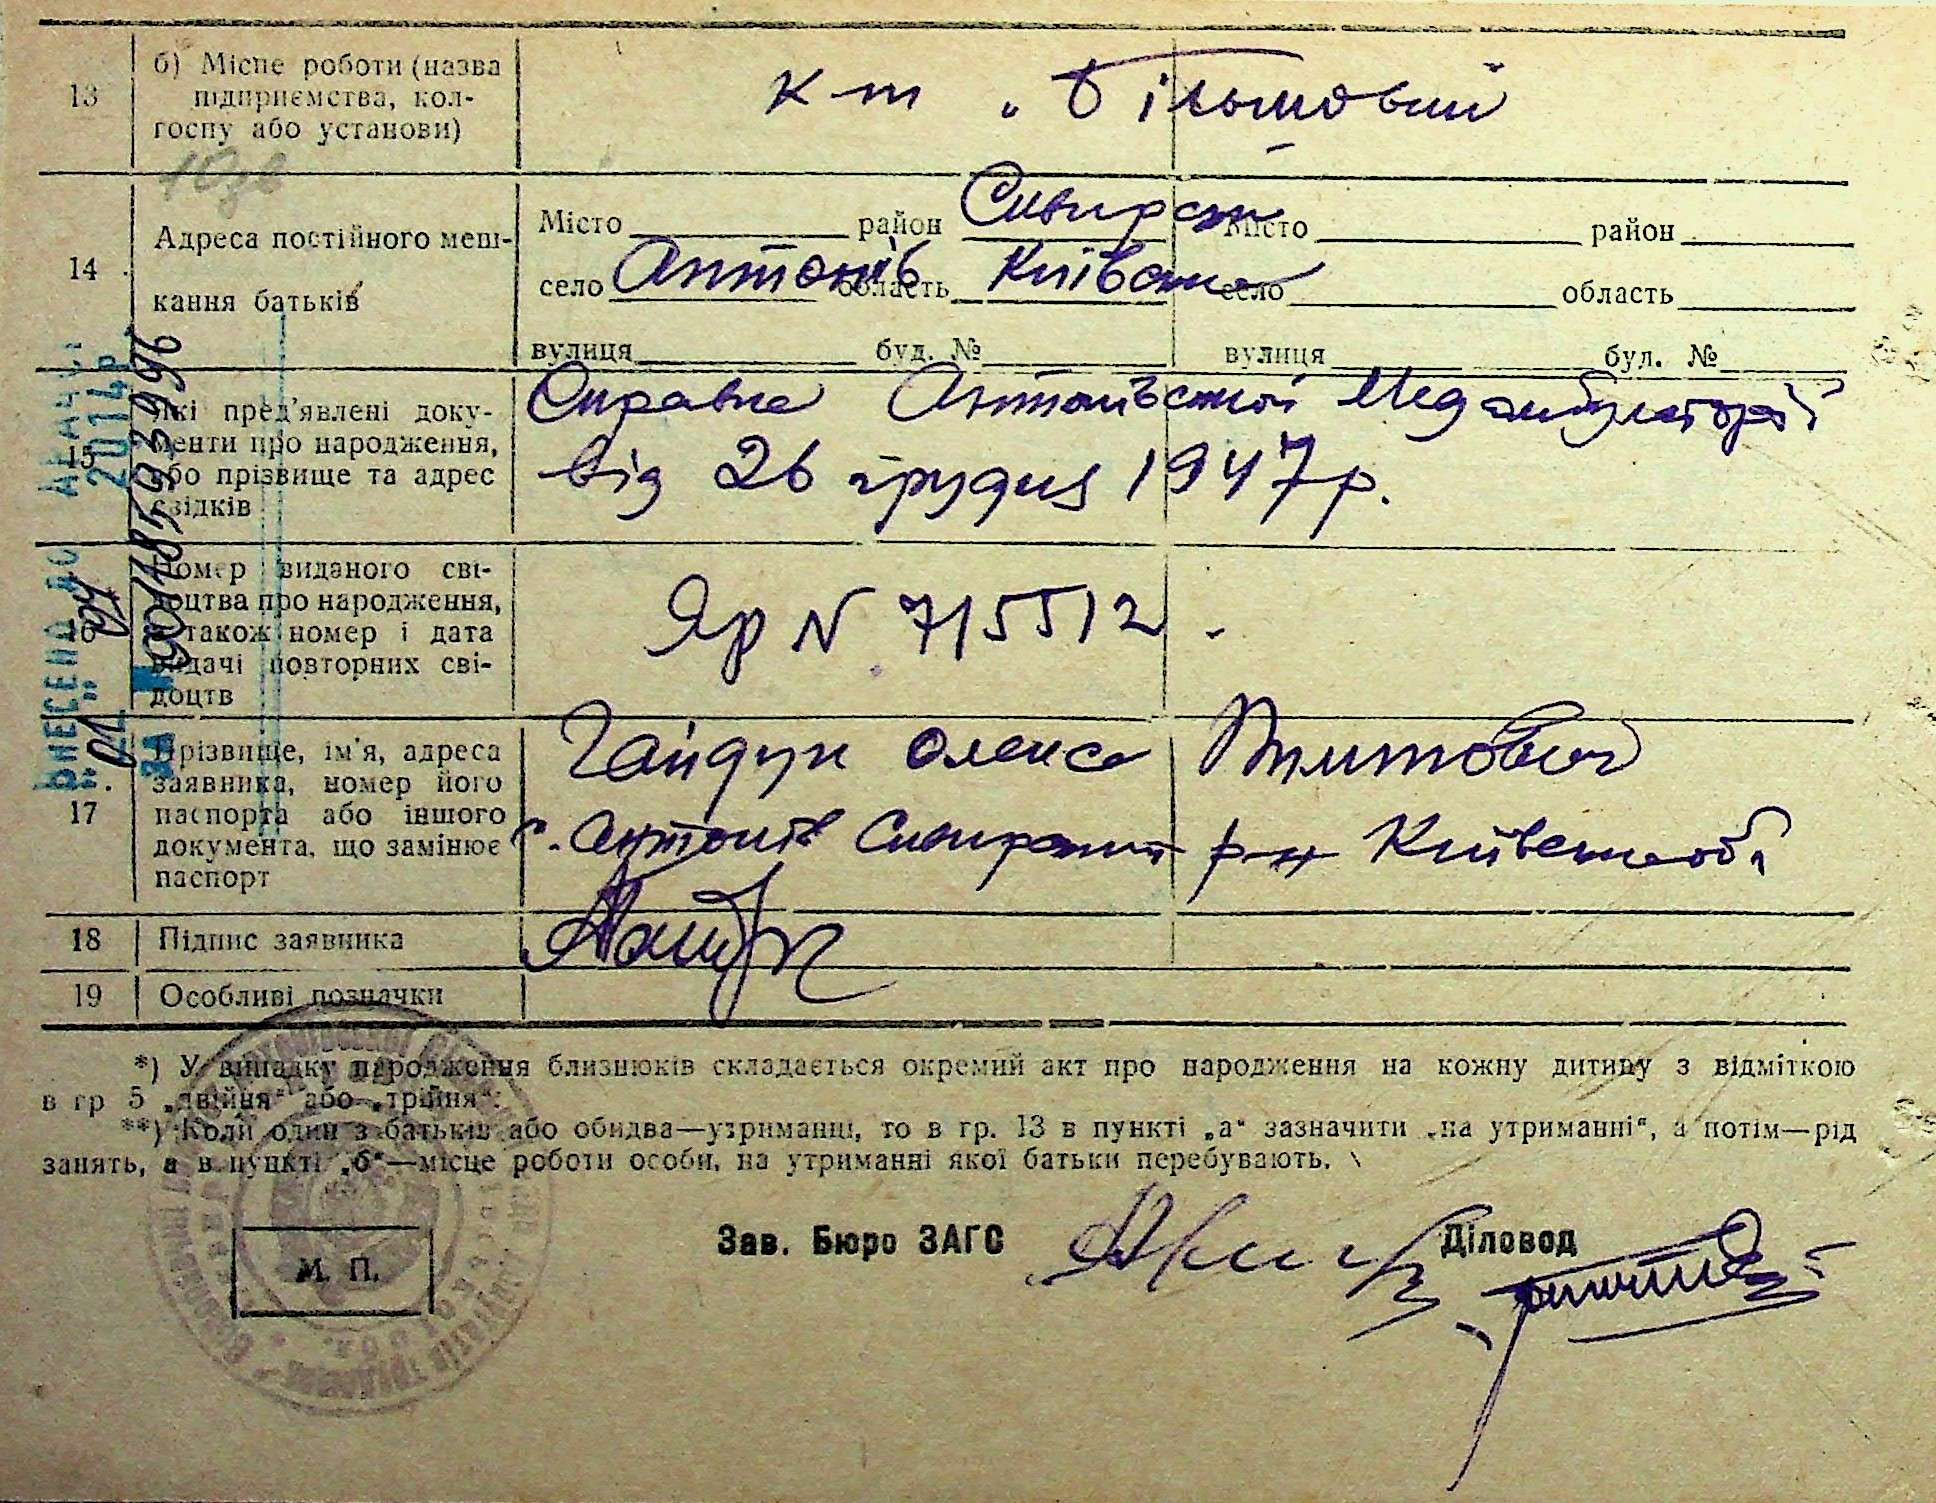 13 б) Місце роботи (назва підприємства, колгоспу або установи)
к-т „Більшовик
14 Адреса постійного мешкання батьків
Місто район Сквирськ Місто район
село Антонів область Київська село область
вулиця буд. № вулиця буд. №
15 Які пред'явлені документи про народження, або прізвище та адрес свідків
Справка Антонівської Медамбулаторії
від 26 грудня 1947 р.
16 Номер виданого свідоцтва про народження, а також номер і дата видачі повторних свідоцтв
Яр N 715512.
17 Прізвище, ім'я, адреса заявника, номер його паспорта або іншого документа, що замінює паспорт
Гайдук Олекса Титович
с. Антонів Сквирський р-н Київської обл
18 Підпис заявника
19 Особливі позначки
*) У випадку народження близнюків складається окремий акт про народження на кожну дитину з відміткою
в гр 5 „двійня“ або „трійня“.
**) Коли один з батьків або обидва—утриманці, то в гр. 13 в пункті „а“ зазначити „на утриманні“, а потім—рід
занять, а в пункті „б“—місце роботи особи, на утриманні якої батьки перебувають.
Зав. Бюро ЗАГС Діловод
М. П.
ВНЕСЕНО ДО
2014р
00148592996